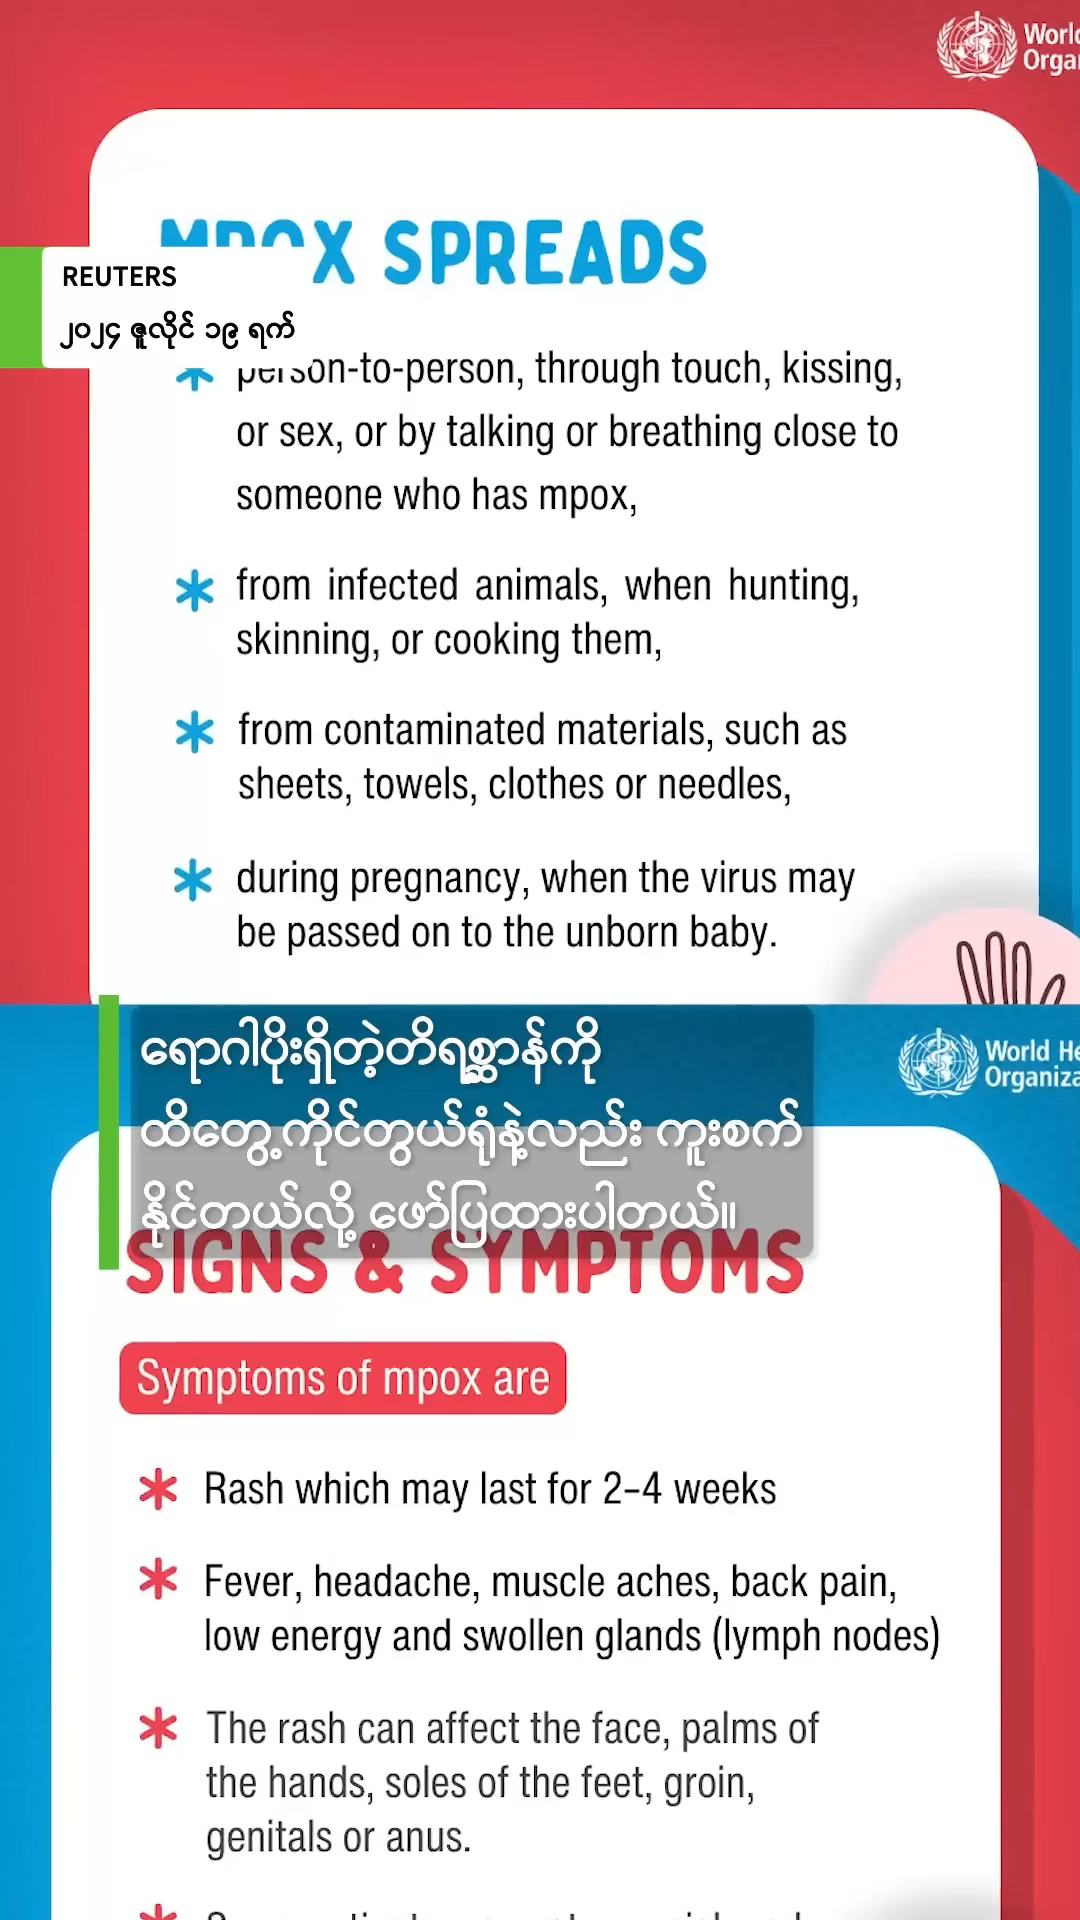 World
MPOX SPREADS
REUTERS
၂၀၂၄ ဇူလိုင် ၁၉ ရက်
person-to-person, through touch, kissing,
or sex, or by talking or breathing close to
someone who has mpox,
* from infected animals, when hunting,
skinning, or cooking them,
* from contaminated materials, such as
sheets, towels, clothes or needles,
* during pregnancy, when the virus may
be passed on to the unborn baby.
ရောဂါပိုးရှိတဲ့တိရစ္ဆာန်ကို
ထိတွေ့ကိုင်တွယ်ရုံနဲ့လည်း ကူးစက်
နိုင်တယ်လို့ ဖော်ပြထားပါတယ်။
World
SIGNS & SYMPTOMS
Symptoms of mpox are
* Rash which may last for 2-4 weeks
* Fever, headache, muscle aches, back pain,
low energy and swollen glands (lymph nodes)
* The rash can affect the face, palms of
the hands, soles of the feet, groin,
genitals or anus.